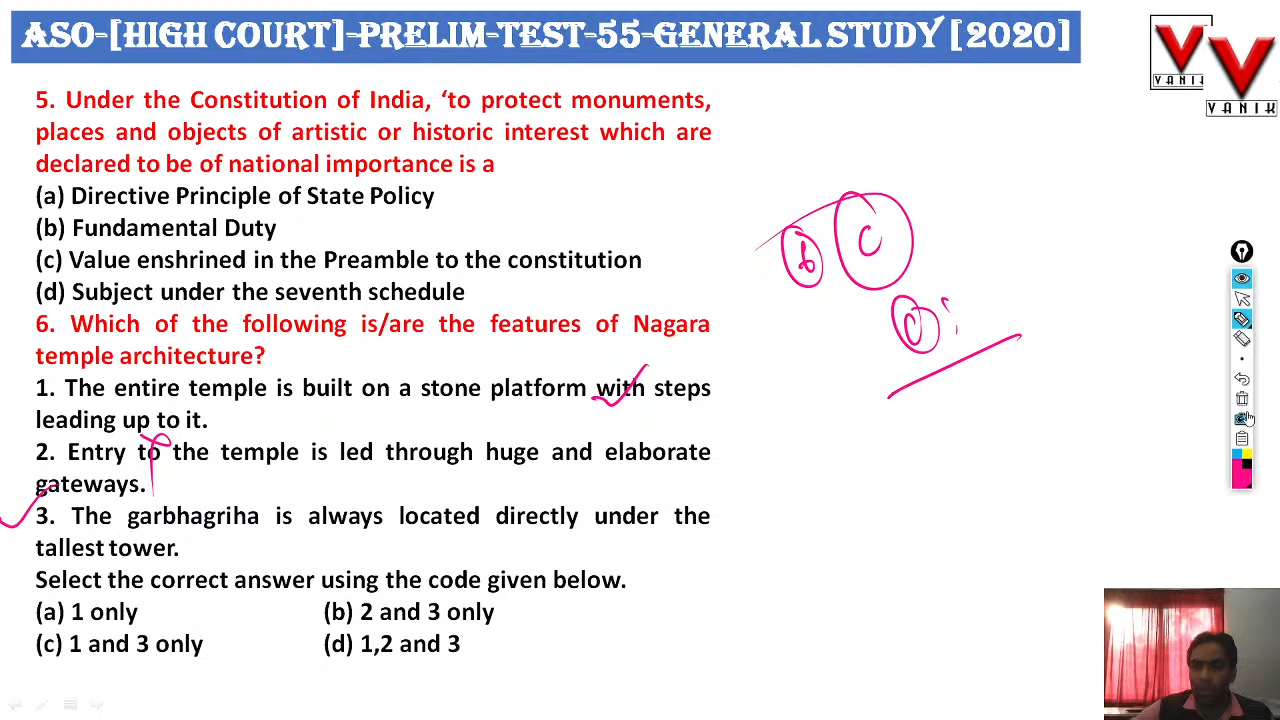 ASO-[HIGH COURT]-PRELIM-TEST-55-GENERAL STUDY [2020]
VANIK
VANIK
5. Under the Constitution of India, ‘to protect monuments,
places and objects of artistic or historic interest which are
declared to be of national importance is a
(a) Directive Principle of State Policy
(b) Fundamental Duty
(c) Value enshrined in the Preamble to the constitution
(d) Subject under the seventh schedule
6. Which of the following is/are the features of Nagara
temple architecture?
1. The entire temple is built on a stone platform with steps
leading up to it.
2. Entry to the temple is led through huge and elaborate
gateways.
3. The garbhagriha is always located directly under the
tallest tower.
Select the correct answer using the code given below.
(a) 1 only (b) 2 and 3 only
(c) 1 and 3 only (d) 1,2 and 3
C